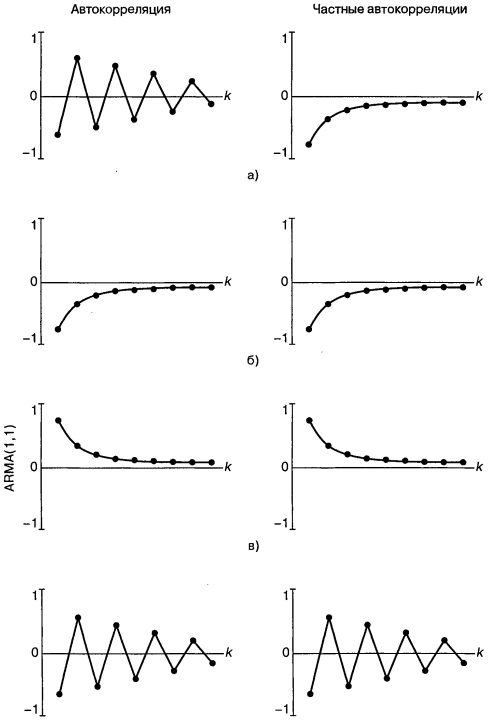 Автокорреляция Частные автокорреляции
1 1
0 k 0 k
−1 −1
а)
1 1
0 k 0 k
−1 −1
б)
1 1
ARMA(1,1)
0 k 0 k
−1 −1
в)
1 1
0 k 0 k
−1 −1